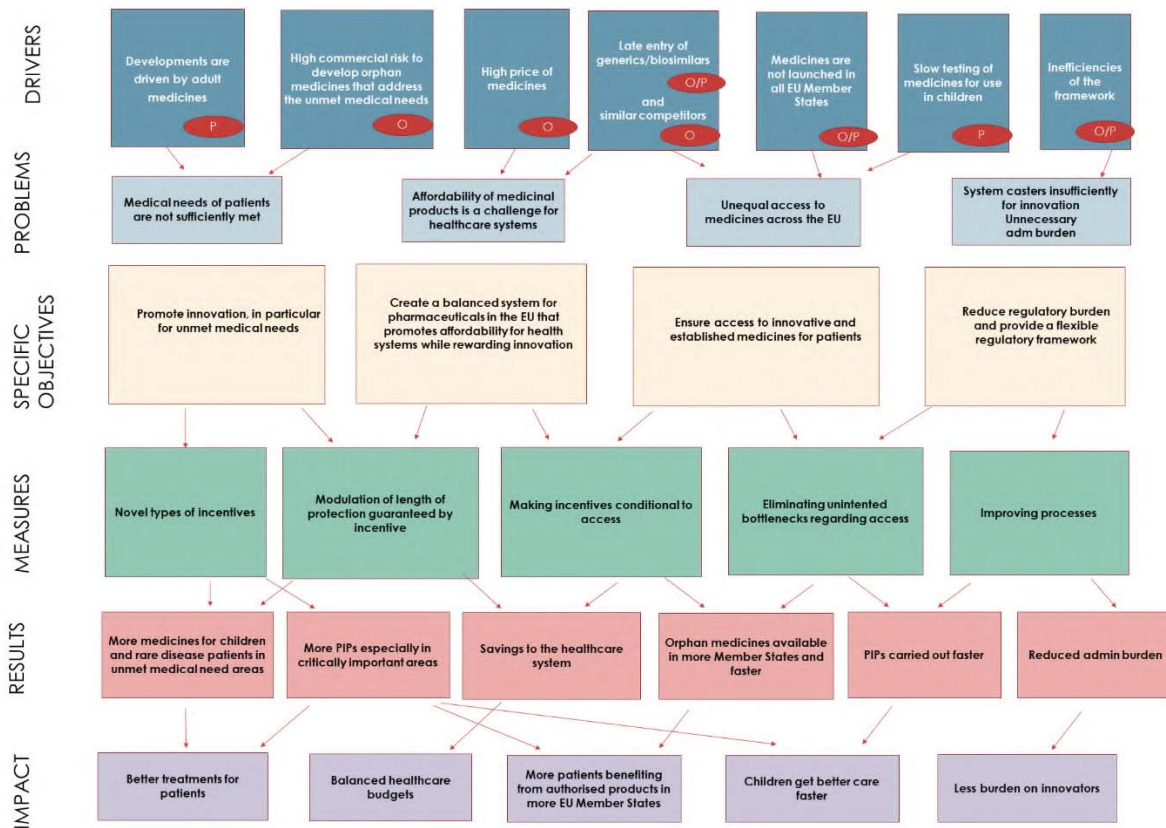 DRIVERS
Developments are
driven by adult
medicines
P
High commercial risk to
develop orphan
medicines that address
the unmet medical needs
O
High price of
medicines
O
Late entry of
generics/biosimilars
O/P
and
similar competitors
O
Medicines are
not launched in
all EU Member
States
O/P
Slow testing of
medicines for use
in children
P
Inefficiencies of
the framework
O/P
PROBLEMS
Medical needs of patients
are not sufficiently met
Affordability of medicinal
products is a challenge for
healthcare systems
Unequal access to
medicines across the EU
System casters insufficiently
for innovation
Unnecessary
adm burden
SPECIFIC
OBJECTIVES
Promote innovation, in particular
for unmet medical needs
Create a balanced system for
pharmaceuticals in the EU that
promotes affordability for health
systems while rewarding innovation
Ensure access to innovative and
established medicines for patients
Reduce regulatory burden
and provide a flexible
regulatory framework
MEASURES
Novel types of incentives
Modulation of length of
protection guaranteed by
incentive
Making incentives conditional to
access
Eliminating unintented
bottlenecks regarding access
Improving processes
RESULTS
More medicines for children
and rare disease patients in
unmet medical need areas
More PIPs especially in
critically important areas
Savings to the healthcare
system
Orphan medicines available
in more Member States and
faster
PIPs carried out faster
Reduced admin burden
IMPACT
Better treatments for
patients
Balanced healthcare
budgets
More patients benefiting
from authorised products in
more EU Member States
Children get better care
faster
Less burden on innovators